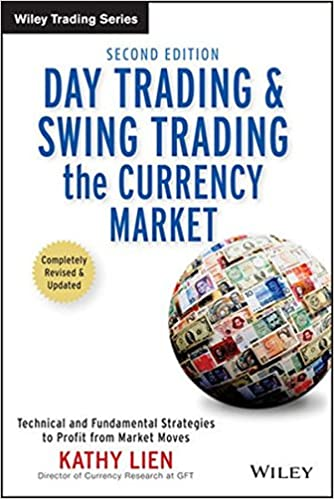 Wiley Trading Series
SECOND EDITION
DAY TRADING &
SWING TRADING
the CURRENCY
MARKET
Completely
Revised &
Updated
Technical and Fundamental Strategies
to Profit from Market Moves
KATHY LIEN
Director of Currency Research at GFT
WILEY